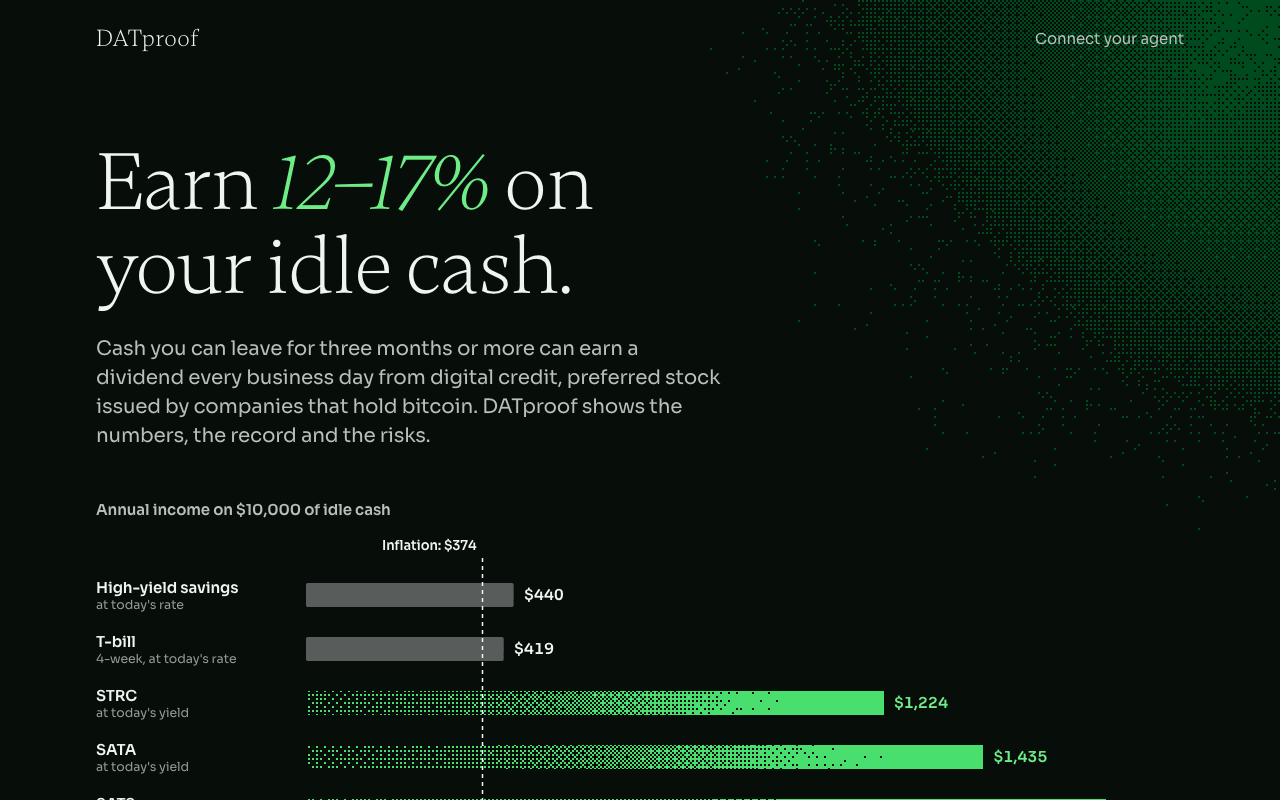 DATproof
Connect your agent
Earn 12–17% on
your idle cash.
Cash you can leave for three months or more can earn a
dividend every business day from digital credit, preferred stock
issued by companies that hold bitcoin. DATproof shows the
numbers, the record and the risks.
Annual income on $10,000 of idle cash
Inflation: $374
High-yield savings
at today's rate
$440
T-bill
4-week, at today's rate
$419
STRC
at today's yield
$1,224
SATA
at today's yield
$1,435